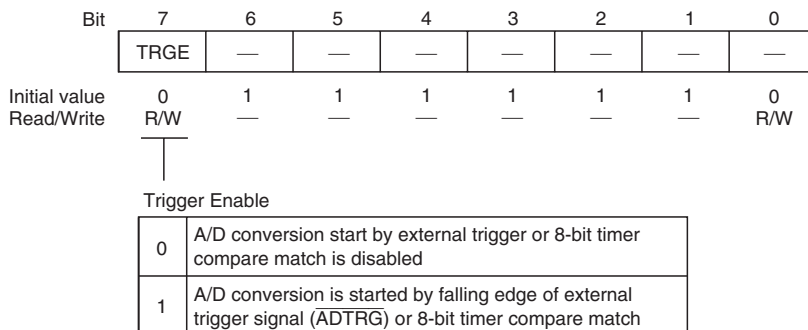 Bit 7 6 5 4 3 2 1 0
TRGE — — — — — — —
Initial value 0 1 1 1 1 1 1 0
Read/Write R/W — — — — — — R/W
Trigger Enable
0 A/D conversion start by external trigger or 8-bit timer
compare match is disabled
1 A/D conversion is started by falling edge of external
trigger signal (ADTRG) or 8-bit timer compare match